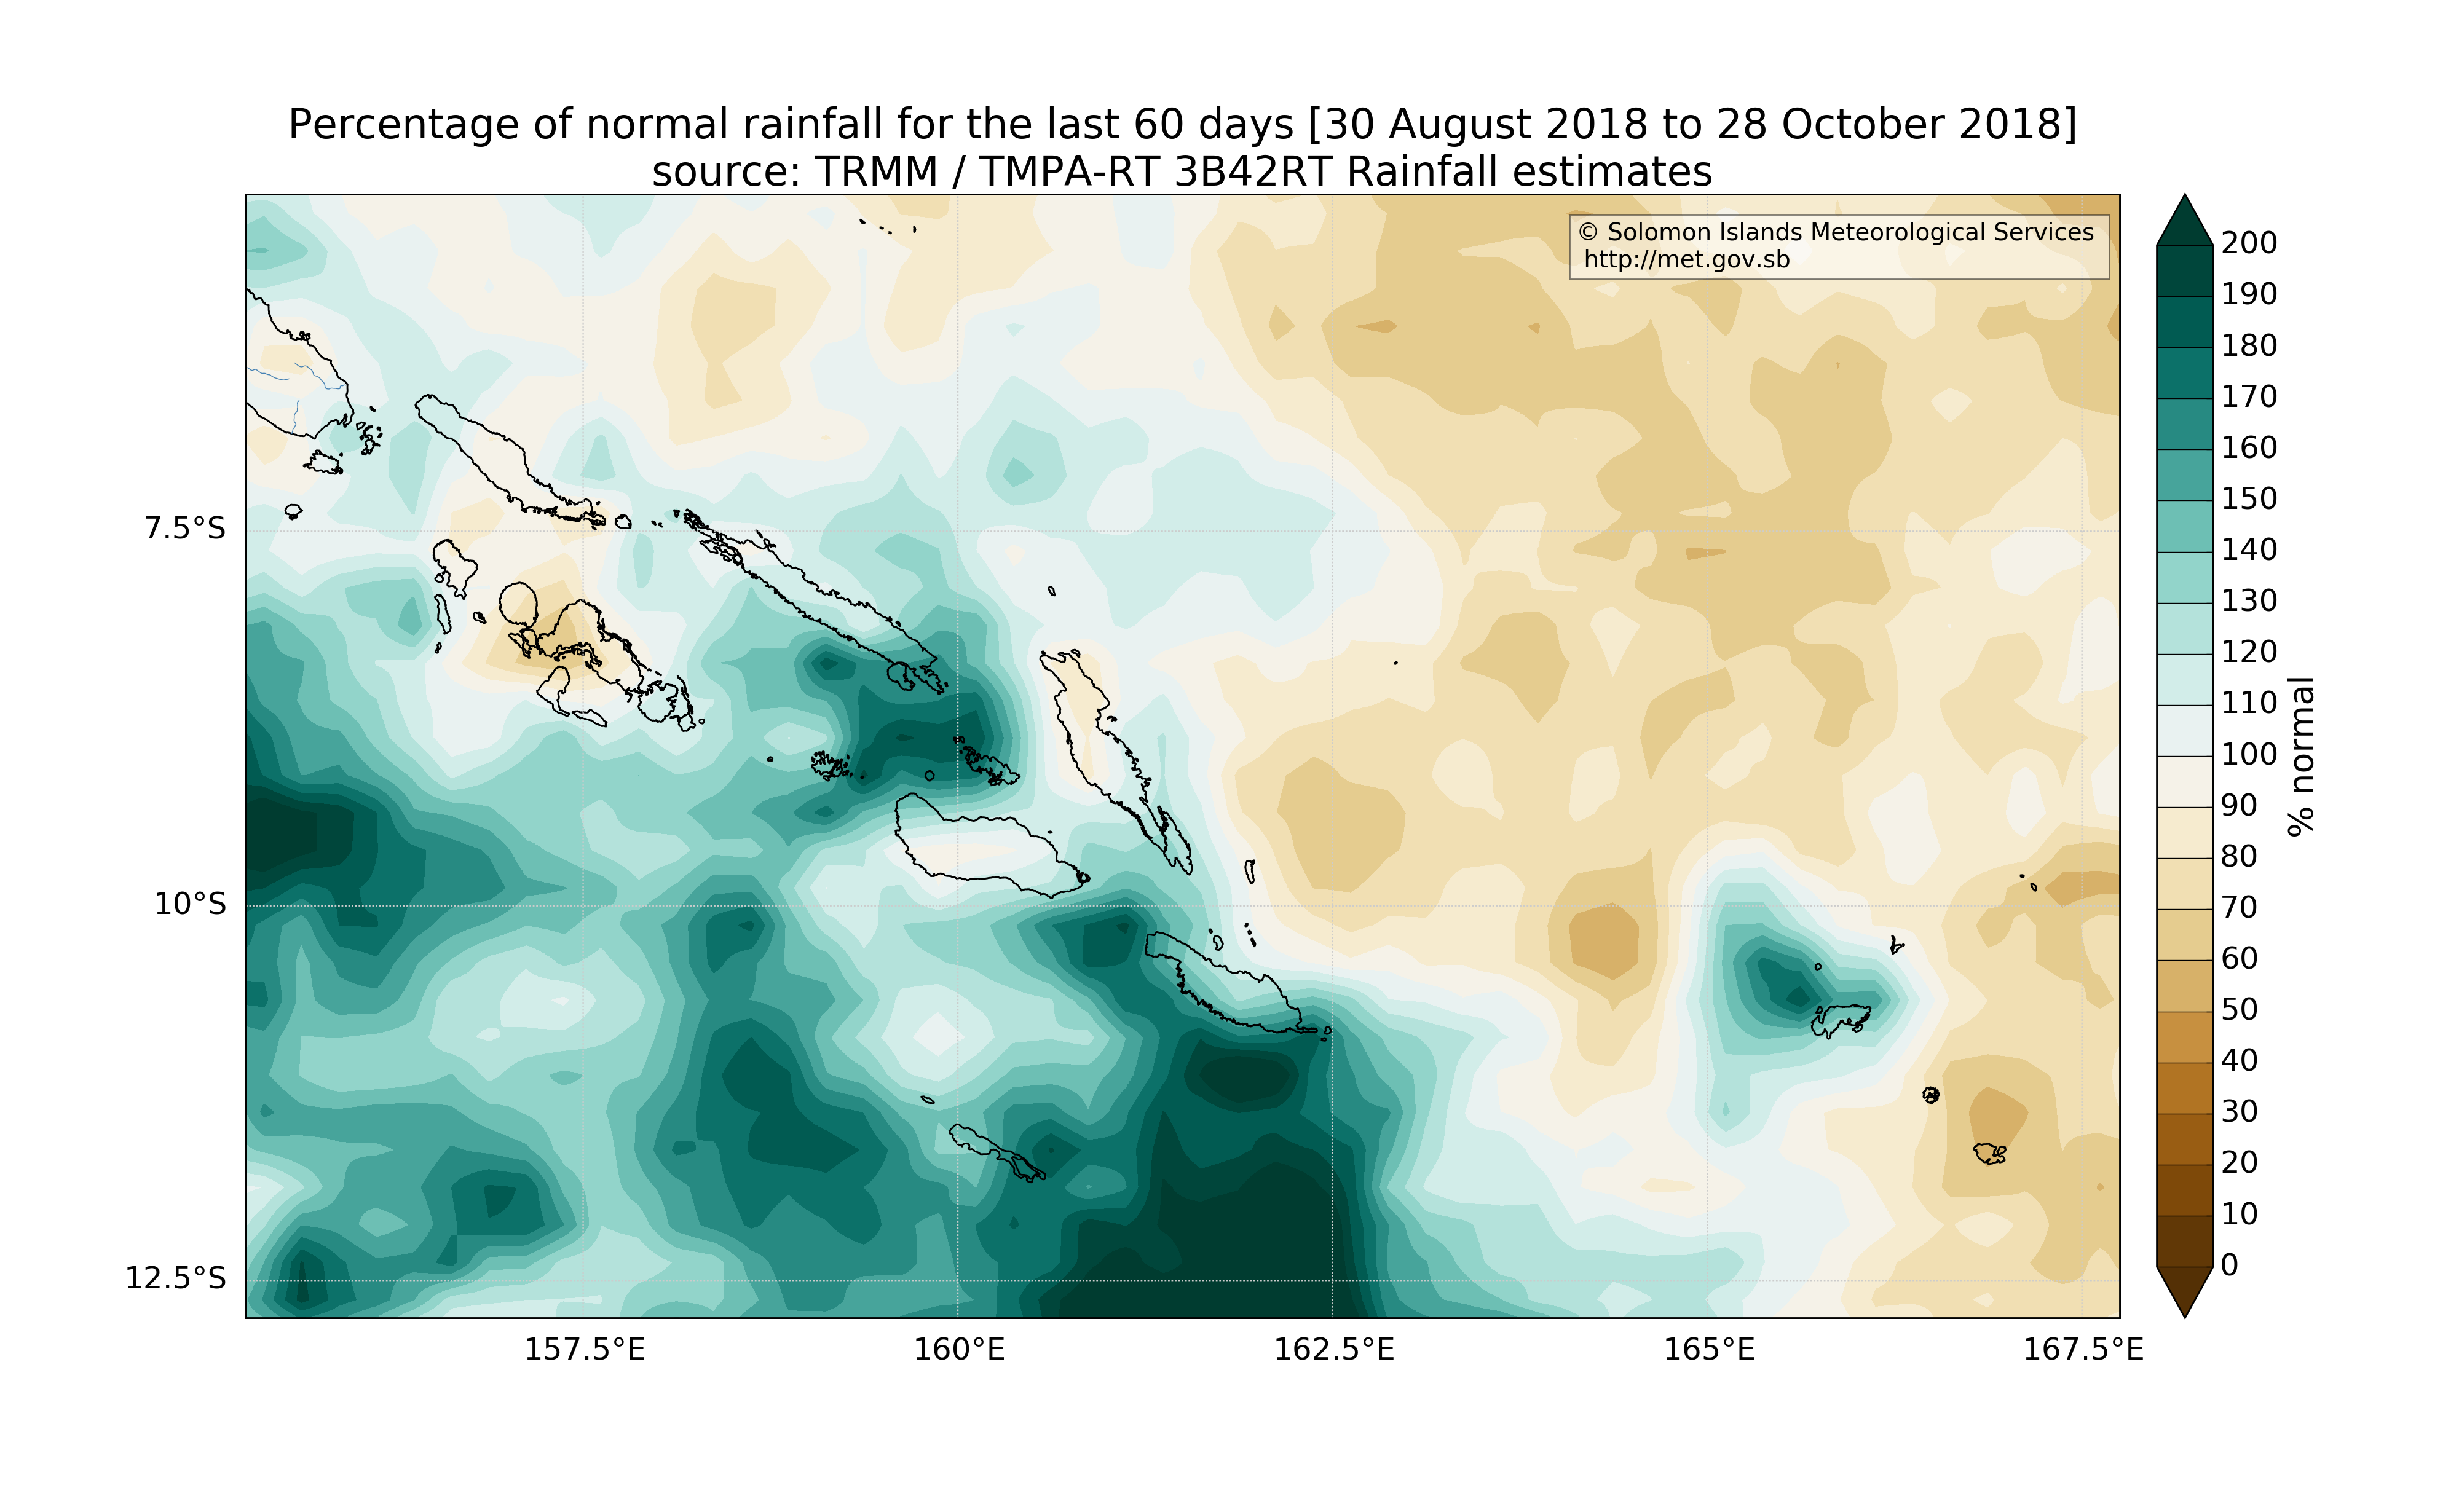 Percentage of normal rainfall for the last 60 days [30 August 2018 to 28 October 2018]
source: TRMM / TMPA-RT 3B42RT Rainfall estimates
© Solomon Islands Meteorological Services
http://met.gov.sb
7.5°S
10°S
12.5°S
157.5°E
160°E
162.5°E
165°E
167.5°E
200
190
180
170
160
150
140
130
120
110
100
90
80
70
60
50
40
30
20
10
0
% normal